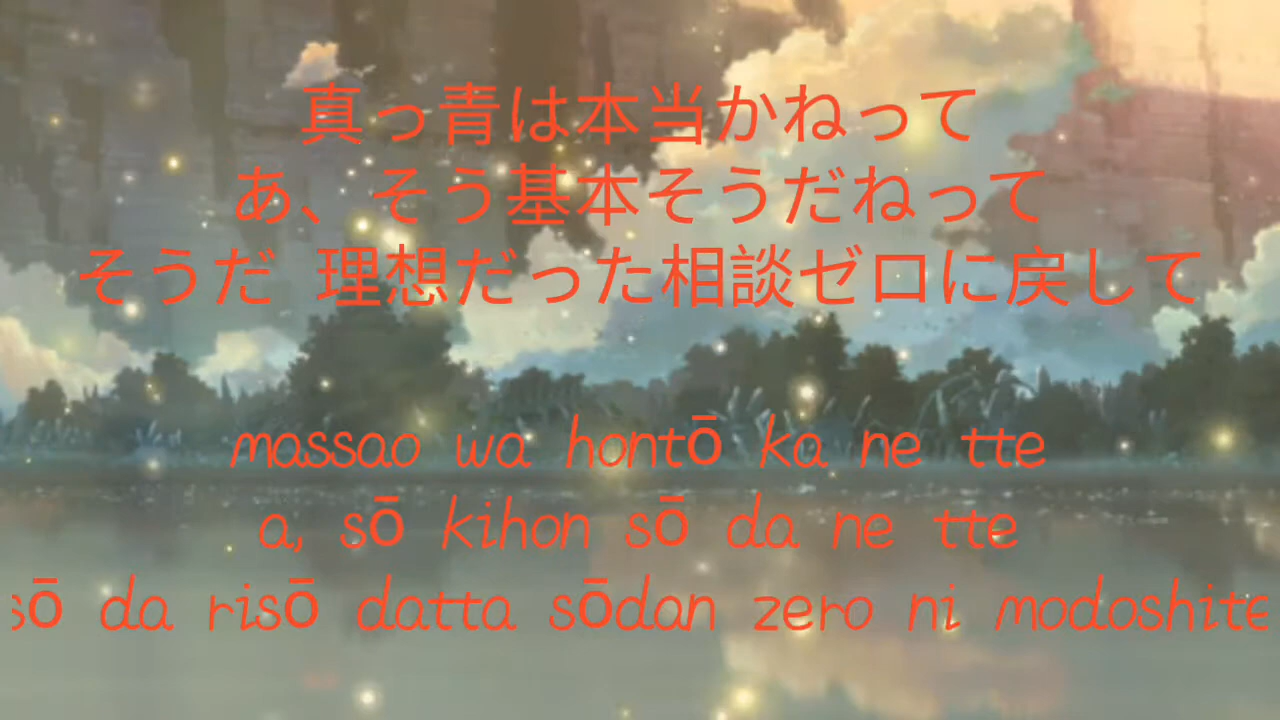 真っ青は本当かねって
あ、そう基本そうだねって
そうだ 理想だった相談ゼロに戻して
massao wa hontō ka ne tte
a, sō kihon sō da ne tte
sō da risō datta sōdan zero ni modoshite